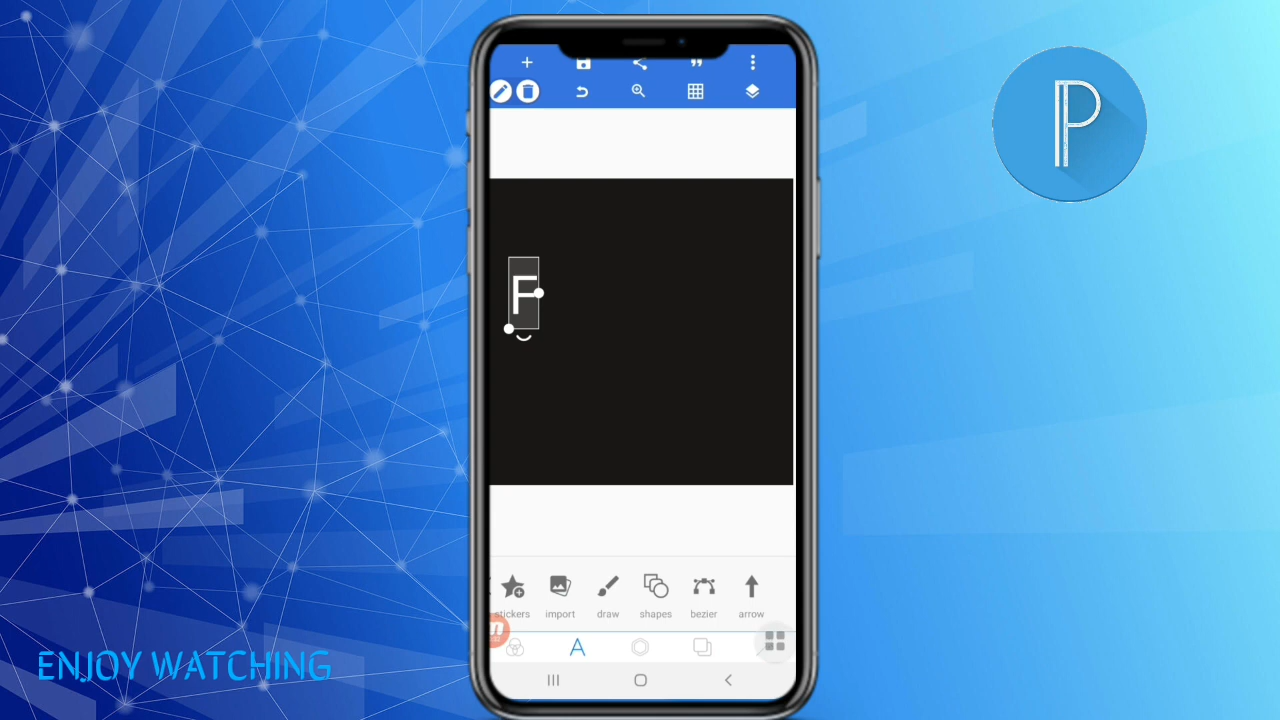 P
F
stickers
import
draw
shapes
bezier
arrow
A
ENJOY WATCHING